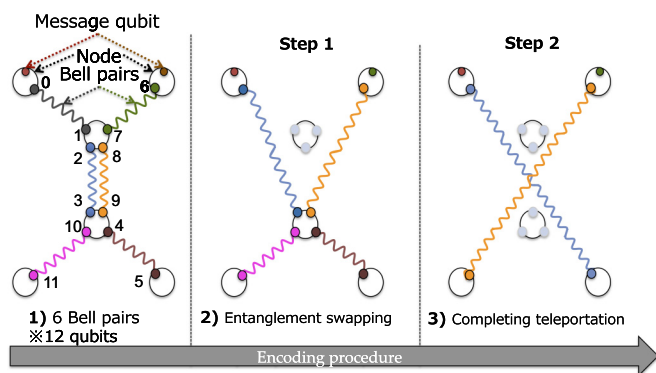 Message qubit
Node
Bell pairs
0
6
1
7
2
8
3
9
10
4
11
5
1) 6 Bell pairs
※12 qubits
Step 1
2) Entanglement swapping
Step 2
3) Completing teleportation
Encoding procedure